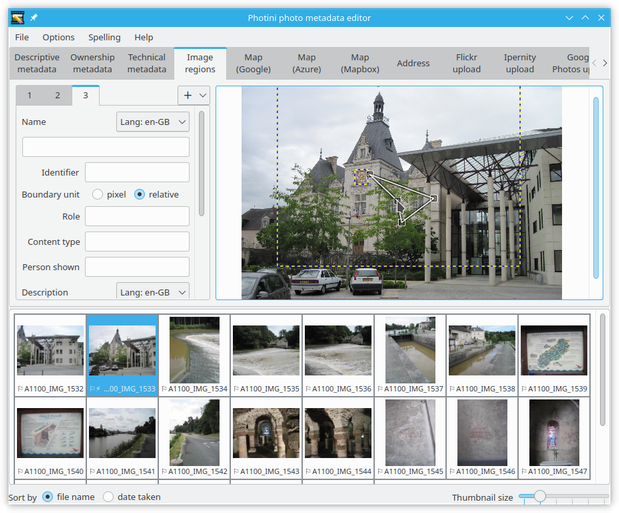 Photini photo metadata editor
File Options Spelling Help
Descriptive metadata
Ownership metadata
Technical metadata
Image regions
Map (Google)
Map (Azure)
Map (Mapbox)
Address
Flickr upload
Ipernity upload
Goog
Photos u
1 2 3
Name Lang: en-GB
Identifier
Boundary unit pixel relative
Role
Content type
Person shown
Description Lang: en-GB
A1100_IMG_1532 ...00_IMG_1533 A1100_IMG_1534 A1100_IMG_1535 A1100_IMG_1536 A1100_IMG_1537 A1100_IMG_1538 A1100_IMG_1539
A1100_IMG_1540 A1100_IMG_1541 A1100_IMG_1542 A1100_IMG_1543 A1100_IMG_1544 A1100_IMG_1545 A1100_IMG_1546 A1100_IMG_1547
Sort by file name date taken Thumbnail size